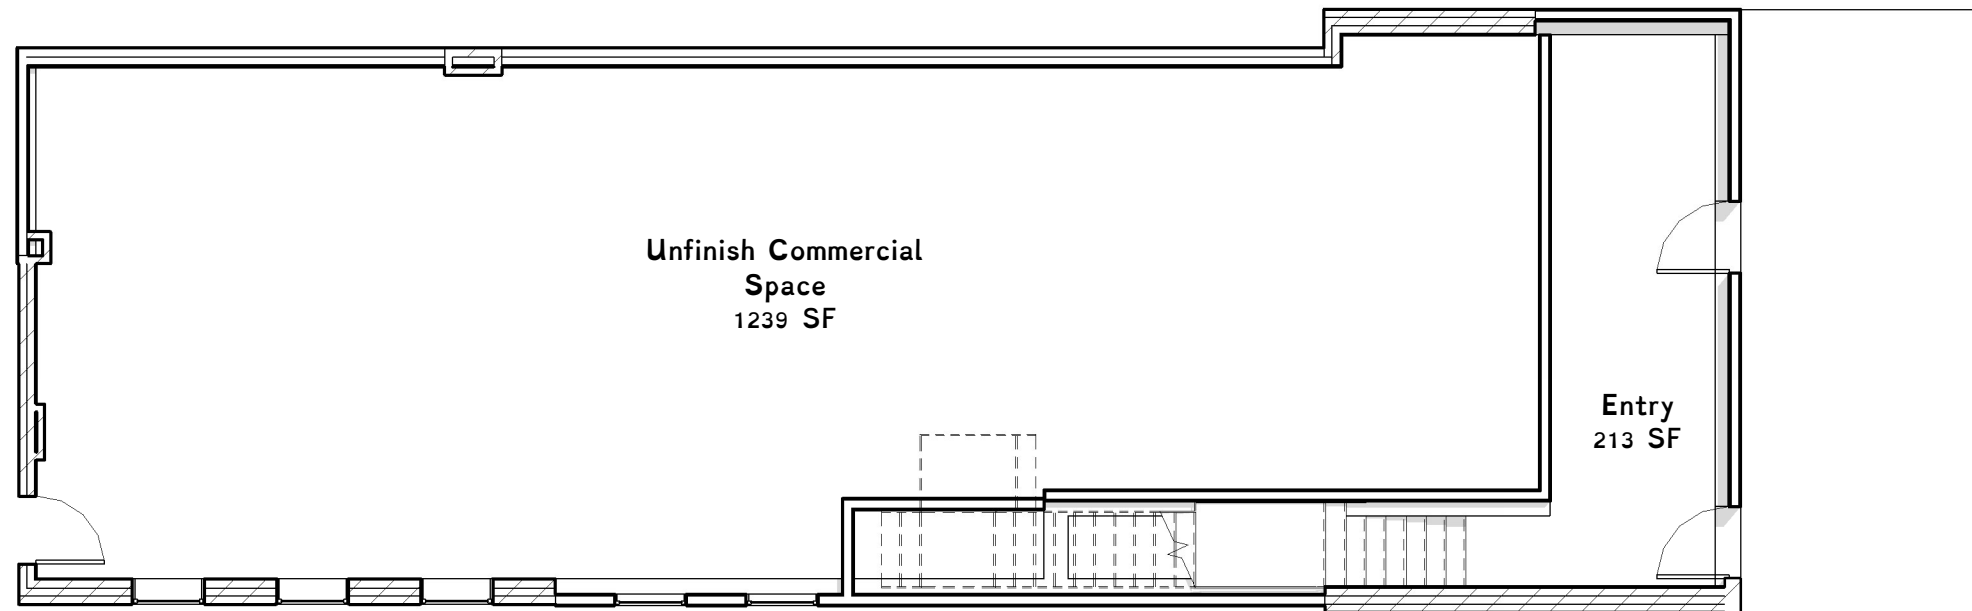 Unfinish Commercial
Space
1239 SF
Entry
213 SF